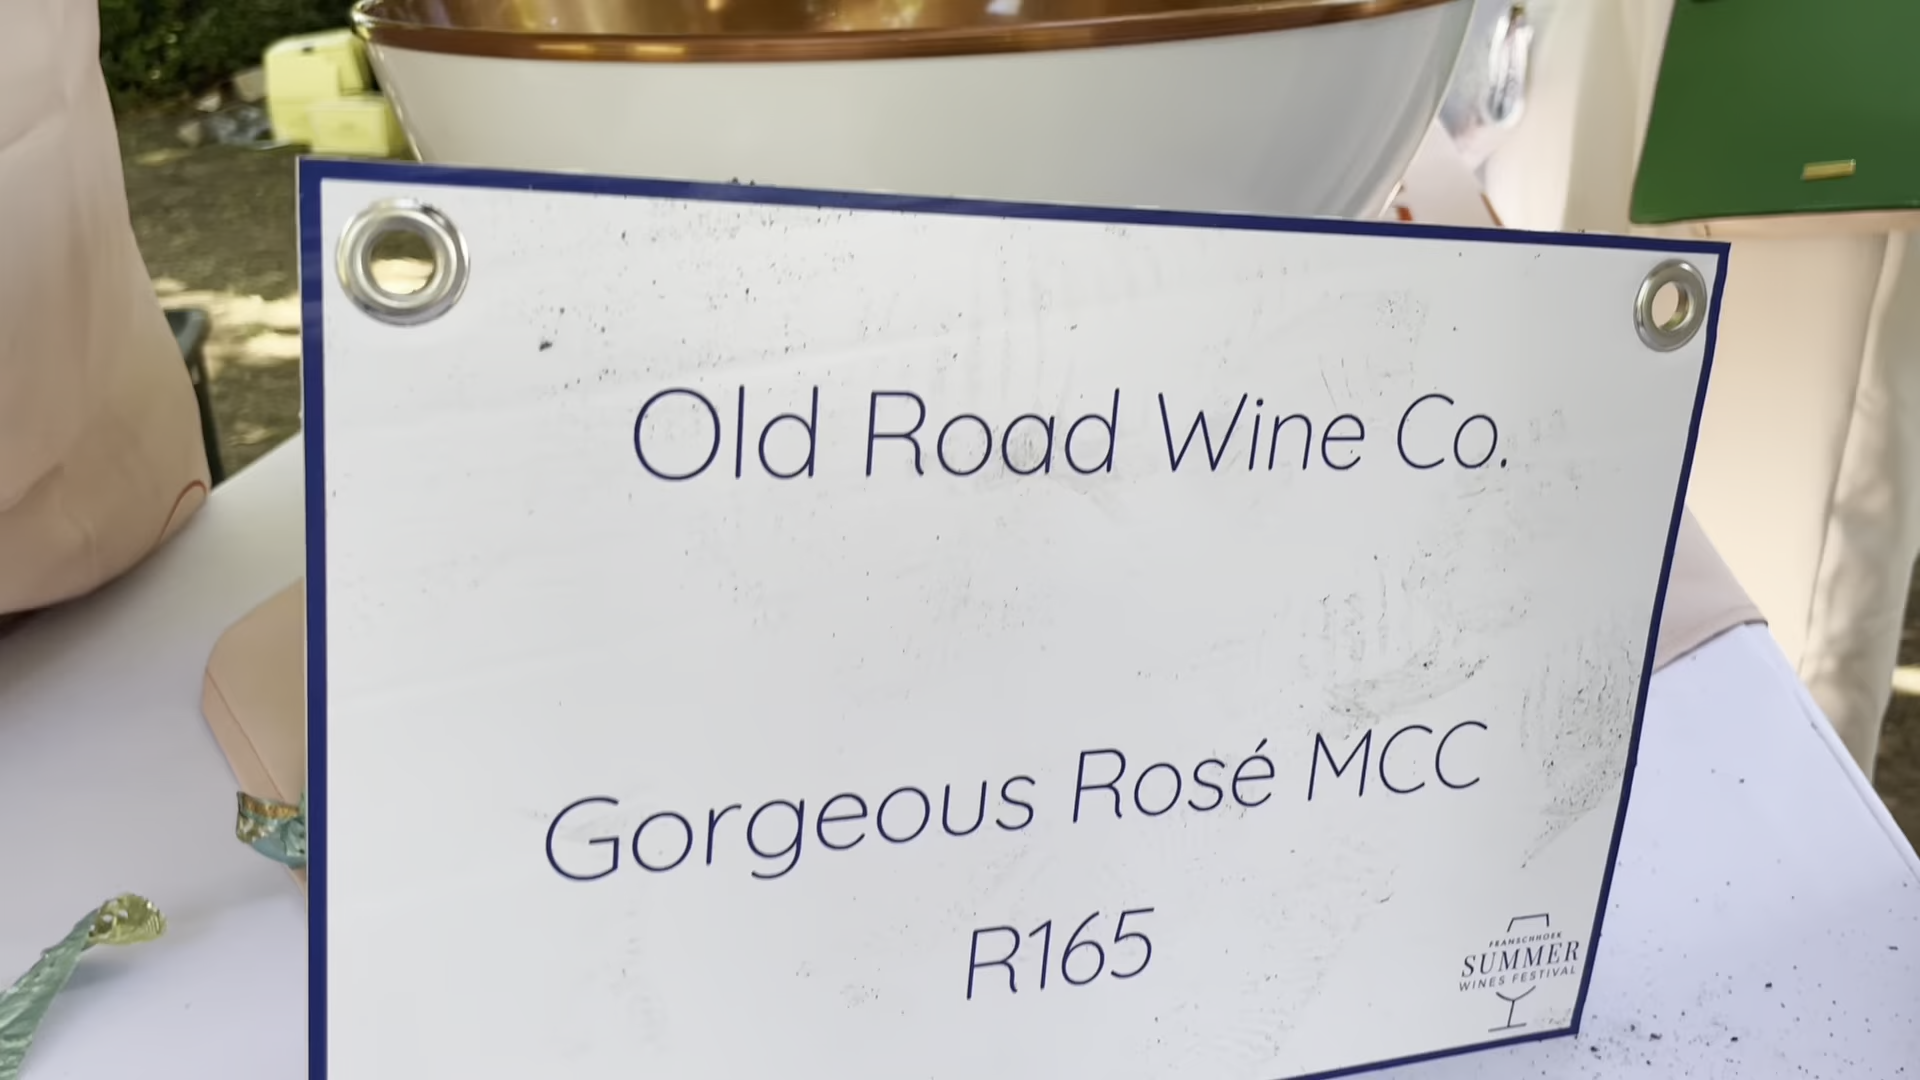 Old Road Wine Co.
Gorgeous Rosé MCC
R165
FRANSCHHOEK
SUMMER
WINES FESTIVAL